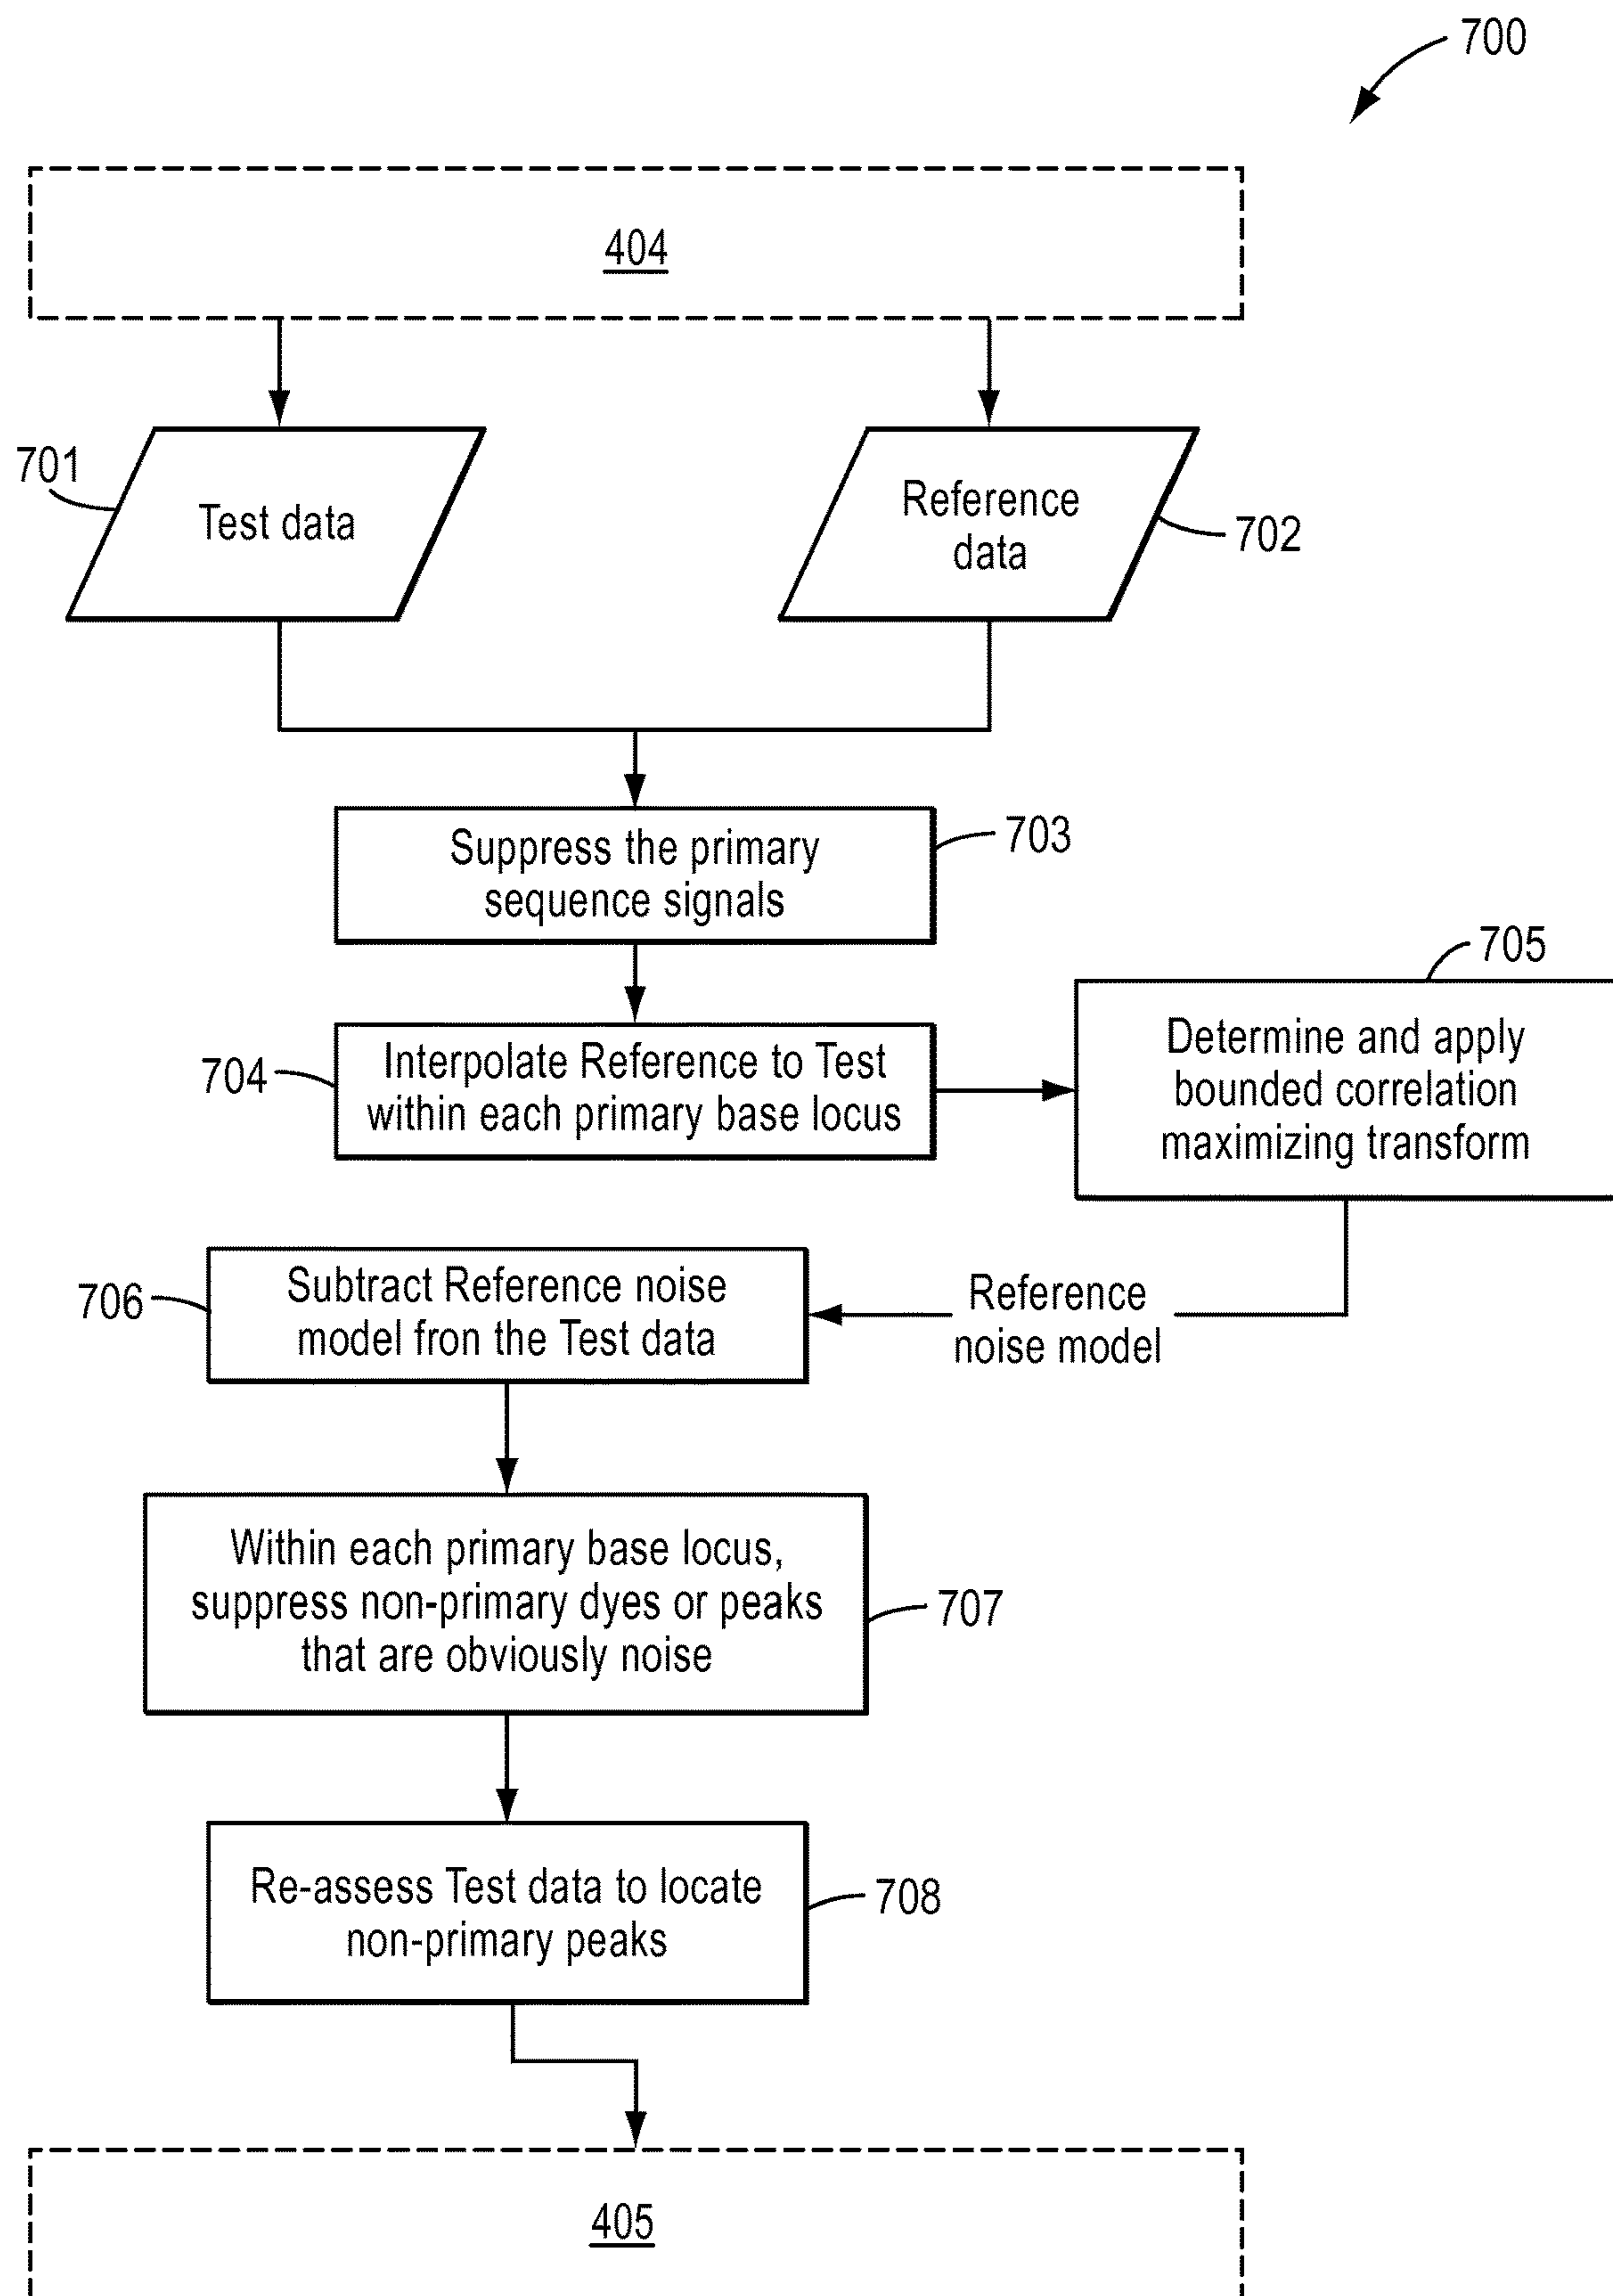 700
404
701
Test data
Reference
data
702
Suppress the primary
sequence signals
703
704
Interpolate Reference to Test
within each primary base locus
705
Determine and apply
bounded correlation
maximizing transform
706
Subtract Reference noise
model fron the Test data
Reference
noise model
Within each primary base locus,
suppress non-primary dyes or peaks
that are obviously noise
707
Re-assess Test data to locate
non-primary peaks
708
405